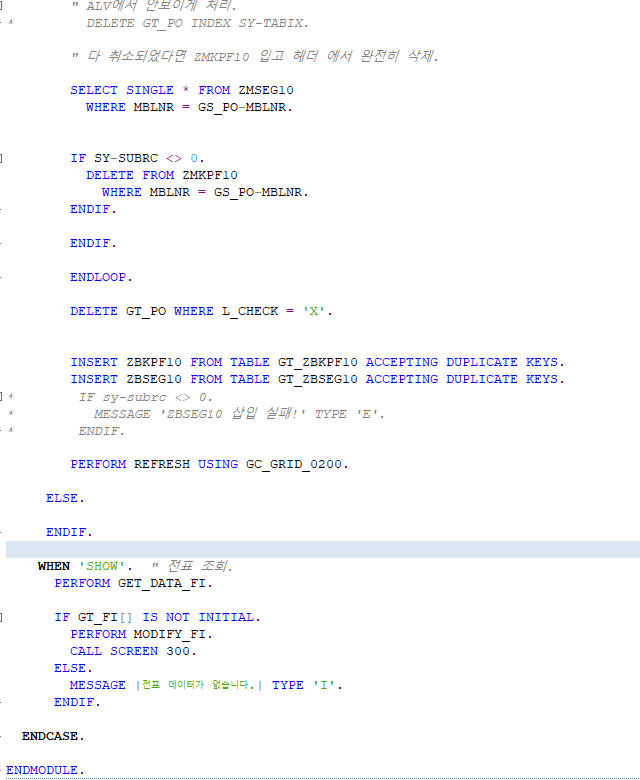 " ALV에서 안보이게 처리.
* DELETE GT_PO INDEX SY-TABIX.
" 다 취소되었다면 ZMKPF10 입고 헤더 에서 완전히 삭제.
SELECT SINGLE * FROM ZMSEG10
WHERE MBLNR = GS_PO-MBLNR.
IF SY-SUBRC <> 0.
DELETE FROM ZMKPF10
WHERE MBLNR = GS_PO-MBLNR.
ENDIF.
ENDIF.
ENDLOOP.
DELETE GT_PO WHERE L_CHECK = 'X'.
INSERT ZBKPF10 FROM TABLE GT_ZBKPF10 ACCEPTING DUPLICATE KEYS.
INSERT ZBSEG10 FROM TABLE GT_ZBSEG10 ACCEPTING DUPLICATE KEYS.
* IF sy-subrc <> 0.
* MESSAGE 'ZBSEG10 삽입 실패!' TYPE 'E'.
* ENDIF.
PERFORM REFRESH USING GC_GRID_0200.
ELSE.
ENDIF.
WHEN 'SHOW'. " 전표 조회.
PERFORM GET_DATA_FI.
IF GT_FI[] IS NOT INITIAL.
PERFORM MODIFY_FI.
CALL SCREEN 300.
ELSE.
MESSAGE |전표 데이터가 없습니다.| TYPE 'I'.
ENDIF.
ENDCASE.
ENDMODULE.